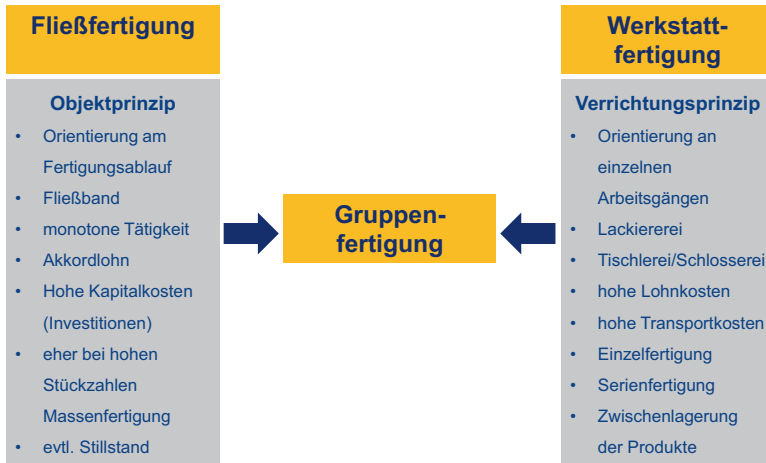 Fließfertigung
Objektprinzip
• Orientierung am
Fertigungsablauf
• Fließband
• monotone Tätigkeit
• Akkordlohn
• Hohe Kapitalkosten
(Investitionen)
• eher bei hohen
Stückzahlen
Massenfertigung
• evtl. Stillstand
Gruppen-
fertigung
Werkstatt-
fertigung
Verrichtungsprinzip
• Orientierung an
einzelnen
Arbeitsgängen
• Lackiererei
• Tischlerei/Schlosserei
• hohe Lohnkosten
• hohe Transportkosten
• Einzelfertigung
• Serienfertigung
• Zwischenlagerung
der Produkte